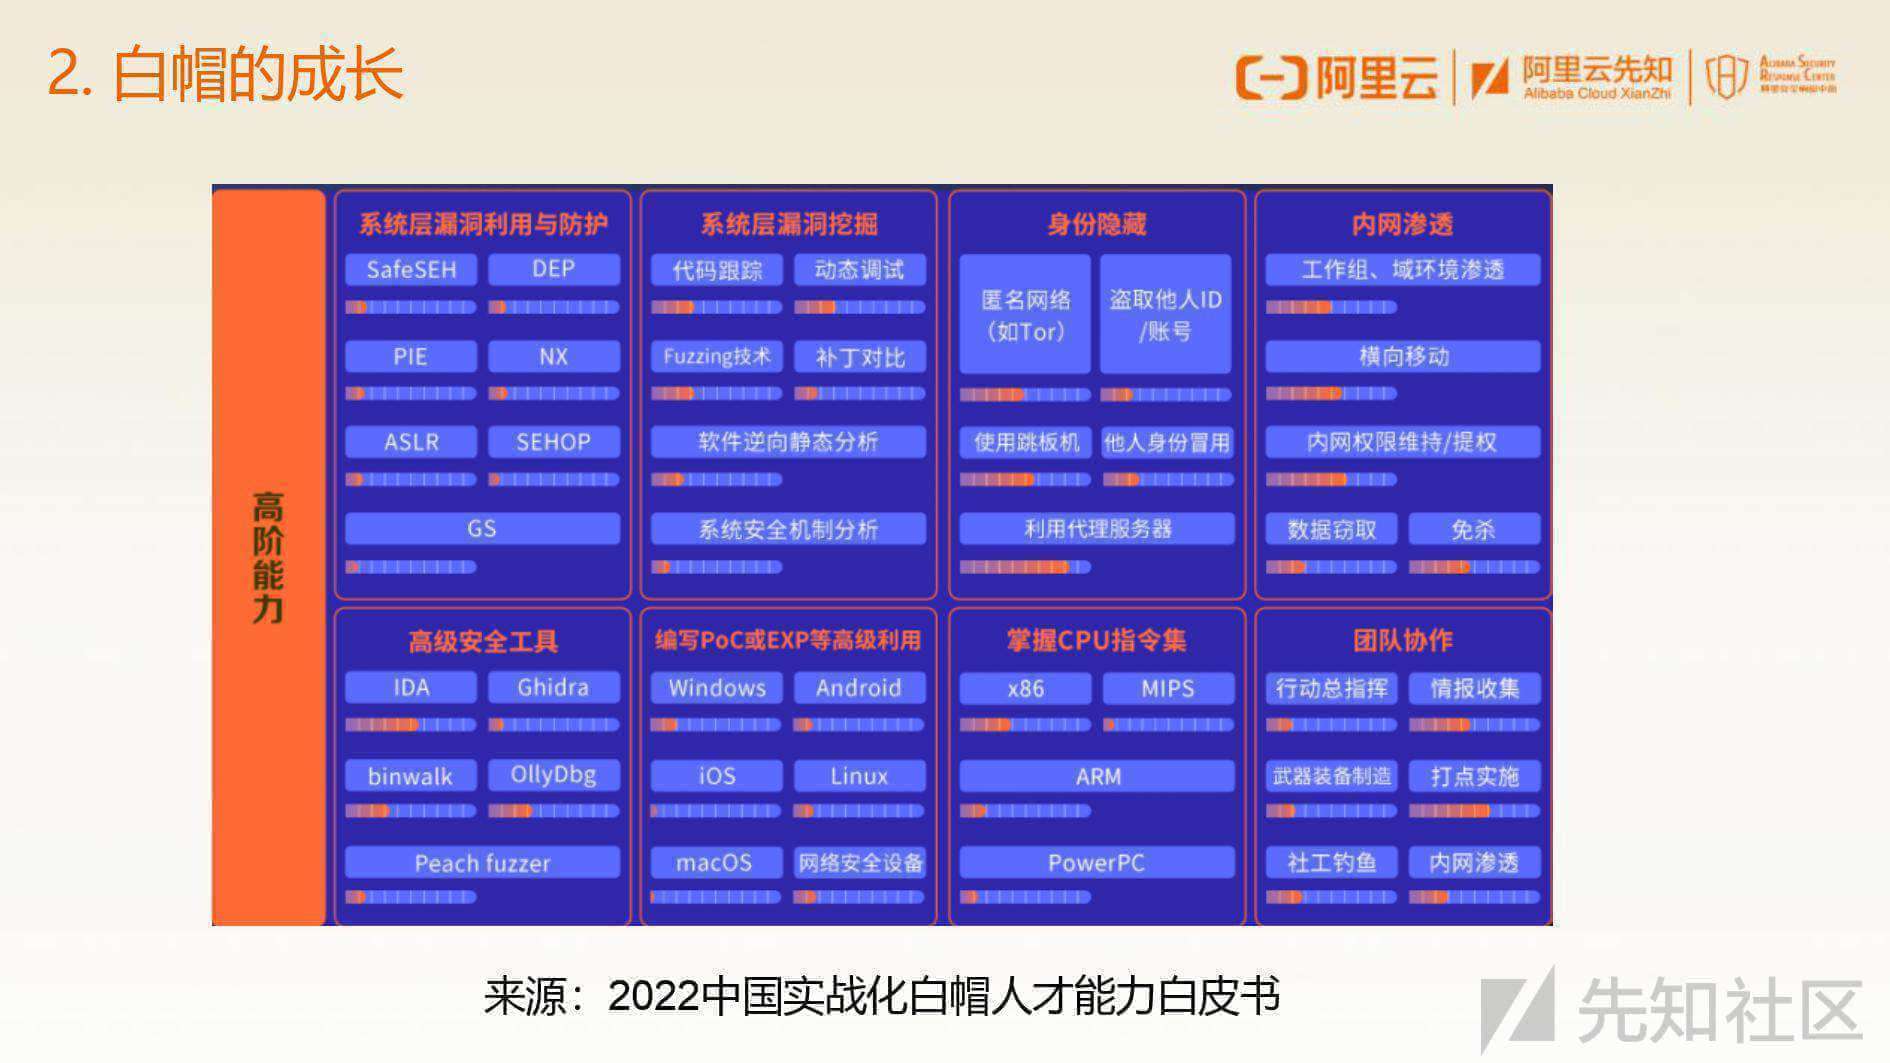 2. 白帽的成长
阿里云
阿里云先知
Alibaba Cloud XianZhi
ALIBABA SECURITY
RESPONSE CENTER
高阶能力
系统层漏洞利用与防护
SafeSEH
DEP
PIE
NX
ASLR
SEHOP
GS
系统层漏洞挖掘
代码跟踪
动态调试
Fuzzing技术
补丁对比
软件逆向静态分析
系统安全机制分析
身份隐藏
匿名网络
（如Tor）
盗取他人ID
/账号
使用跳板机
他人身份冒用
利用代理服务器
内网渗透
工作组、域环境渗透
横向移动
内网权限维持/提权
数据窃取
免杀
高级安全工具
IDA
Ghidra
binwalk
OllyDbg
Peach fuzzer
编写PoC或EXP等高级利用
Windows
Android
iOS
Linux
macOS
网络安全设备
掌握CPU指令集
x86
MIPS
ARM
PowerPC
团队协作
行动总指挥
情报收集
武器装备制造
打点实施
社工钓鱼
内网渗透
来源：2022中国实战化白帽人才能力白皮书
先知社区